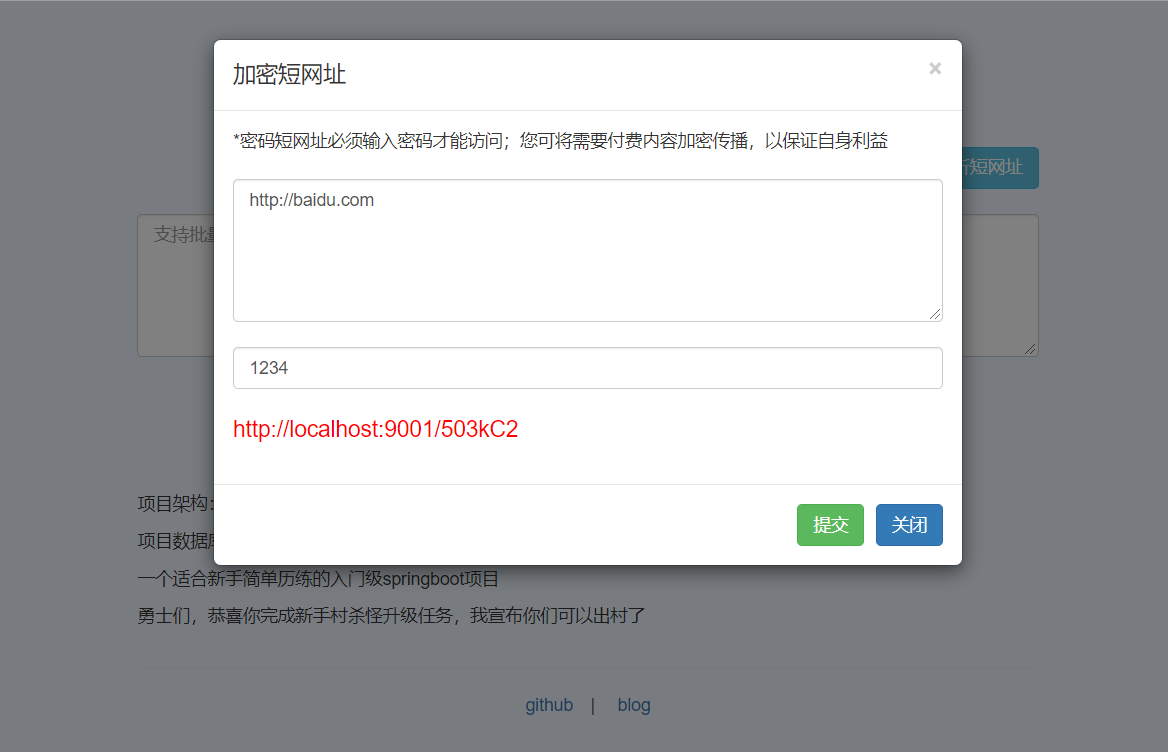 加密短网址
×
*密码短网址必须输入密码才能访问；您可将需要付费内容加密传播，以保证自身利益
短网址
http://baidu.com
支持批
1234
http://localhost:9001/503kC2
项目架构:
提交 关闭
项目数据
一个适合新手简单历练的入门级springboot项目
勇士们，恭喜你完成新手村杀怪升级任务，我宣布你们可以出村了
github | blog